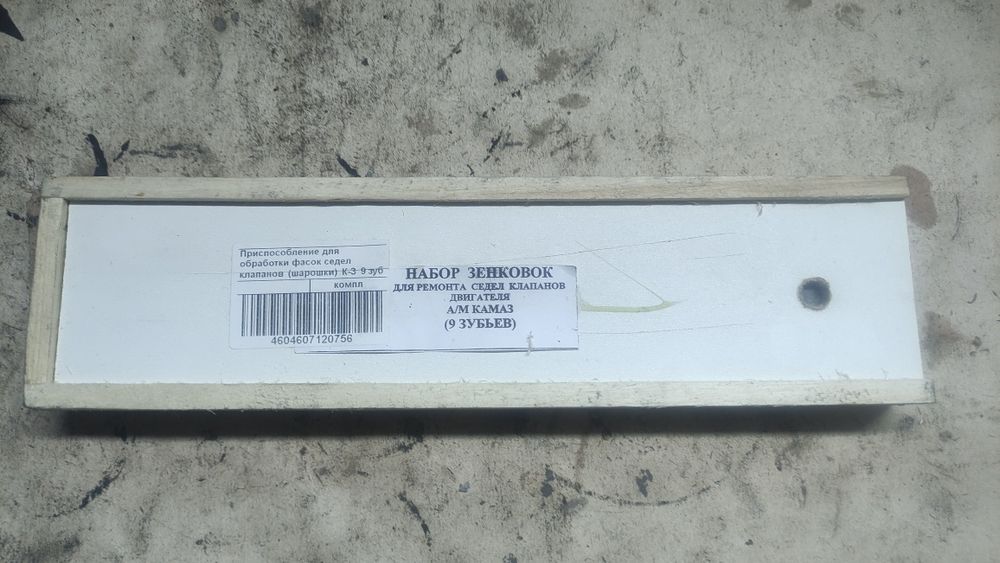 Приспособление для
обработки фасок седел
клапанов (шарошки) К-З 9 зуб
компл
4604607120756
НАБОР ЗЕНКОВОК
ДЛЯ РЕМОНТА СЕДЕЛ КЛАПАНОВ
ДВИГАТЕЛЯ
А/М КАМАЗ
(9 ЗУБЬЕВ)